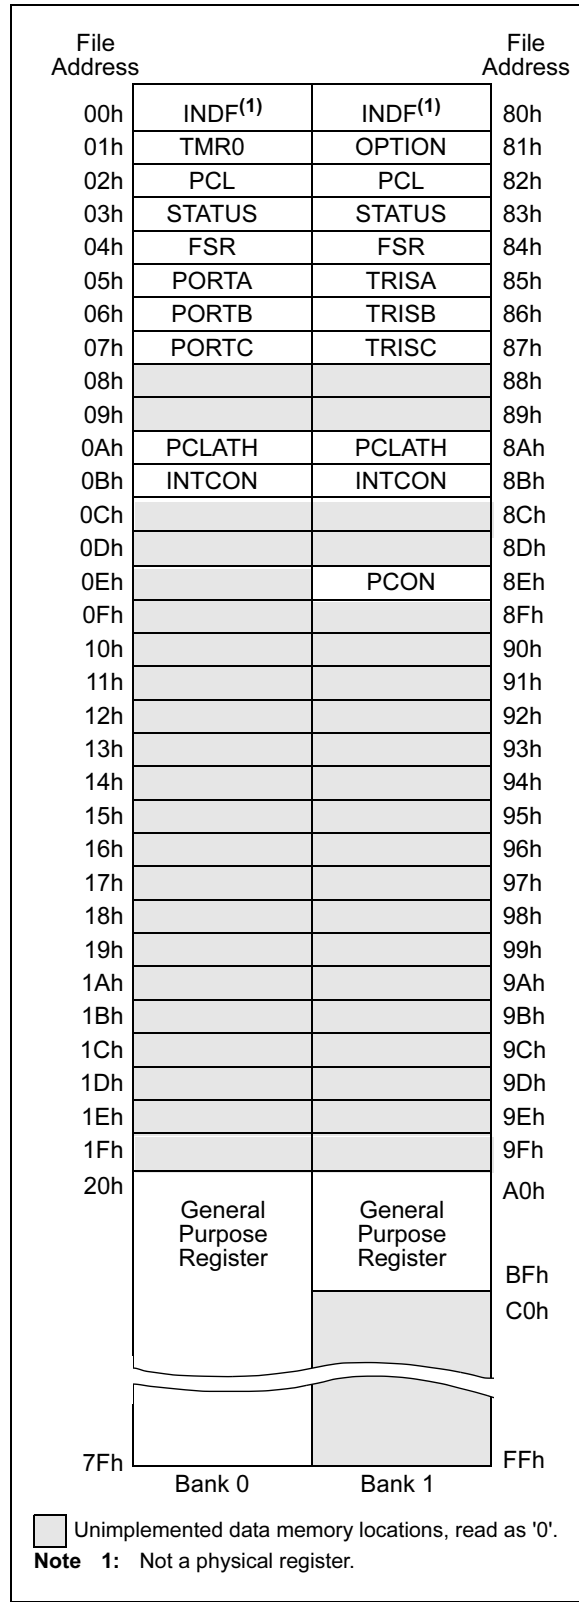 File Address File Address
00h INDF(1) INDF(1) 80h
01h TMR0 OPTION 81h
02h PCL PCL 82h
03h STATUS STATUS 83h
04h FSR FSR 84h
05h PORTA TRISA 85h
06h PORTB TRISB 86h
07h PORTC TRISC 87h
08h 88h
09h 89h
0Ah PCLATH PCLATH 8Ah
0Bh INTCON INTCON 8Bh
0Ch 8Ch
0Dh 8Dh
0Eh PCON 8Eh
0Fh 8Fh
10h 90h
11h 91h
12h 92h
13h 93h
14h 94h
15h 95h
16h 96h
17h 97h
18h 98h
19h 99h
1Ah 9Ah
1Bh 9Bh
1Ch 9Ch
1Dh 9Dh
1Eh 9Eh
1Fh 9Fh
20h A0h
General General
Purpose Purpose
Register Register
BFh
C0h
7Fh FFh
Bank 0 Bank 1
Unimplemented data memory locations, read as '0'.
Note 1: Not a physical register.